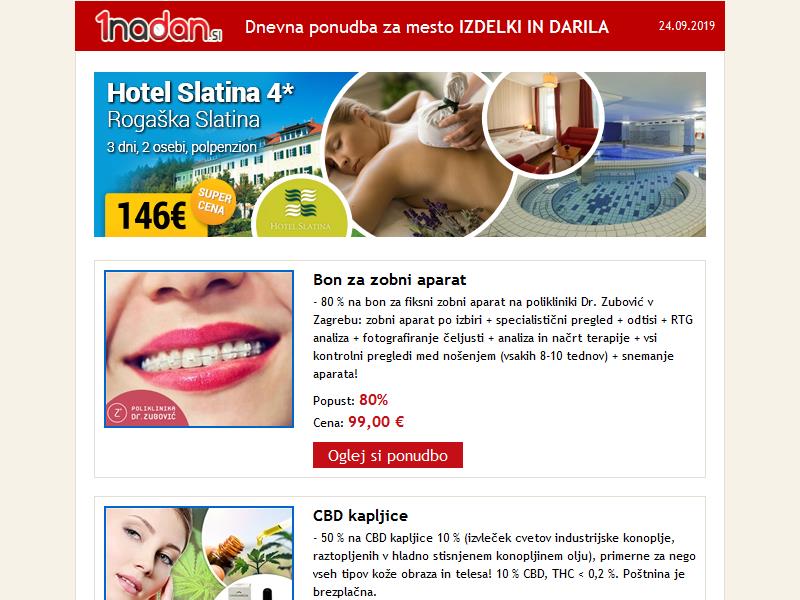 1nadan.si
Dnevna ponudba za mesto IZDELKI IN DARILA
24.09.2019
Hotel Slatina 4*
Rogaška Slatina
3 dni, 2 osebi, polpenzion
146€
SUPER
CENA
HOTEL SLATINA
Bon za zobni aparat
- 80 % na bon za fiksni zobni aparat na polikliniki Dr. Zubović v
Zagrebu: zobni aparat po izbiri + specialistični pregled + odtisi + RTG
analiza + fotografiranje čeljusti + analiza in načrt terapije + vsi
kontrolni pregledi med nošenjem (vsakih 8-10 tednov) + snemanje
aparata!
Popust: 80%
Cena: 99,00 €
Oglej si ponudbo
Z
POLIKLINIKA
DR. ZUBOVIĆ
CBD kapljice
- 50 % na CBD kapljice 10 % (izvleček cvetov industrijske konoplje,
raztopljenih v hladno stisnjenem konopljinem olju), primerne za nego
vseh tipov kože obraza in telesa! 10 % CBD, THC < 0,2 %. Poštnina je
brezplačna.